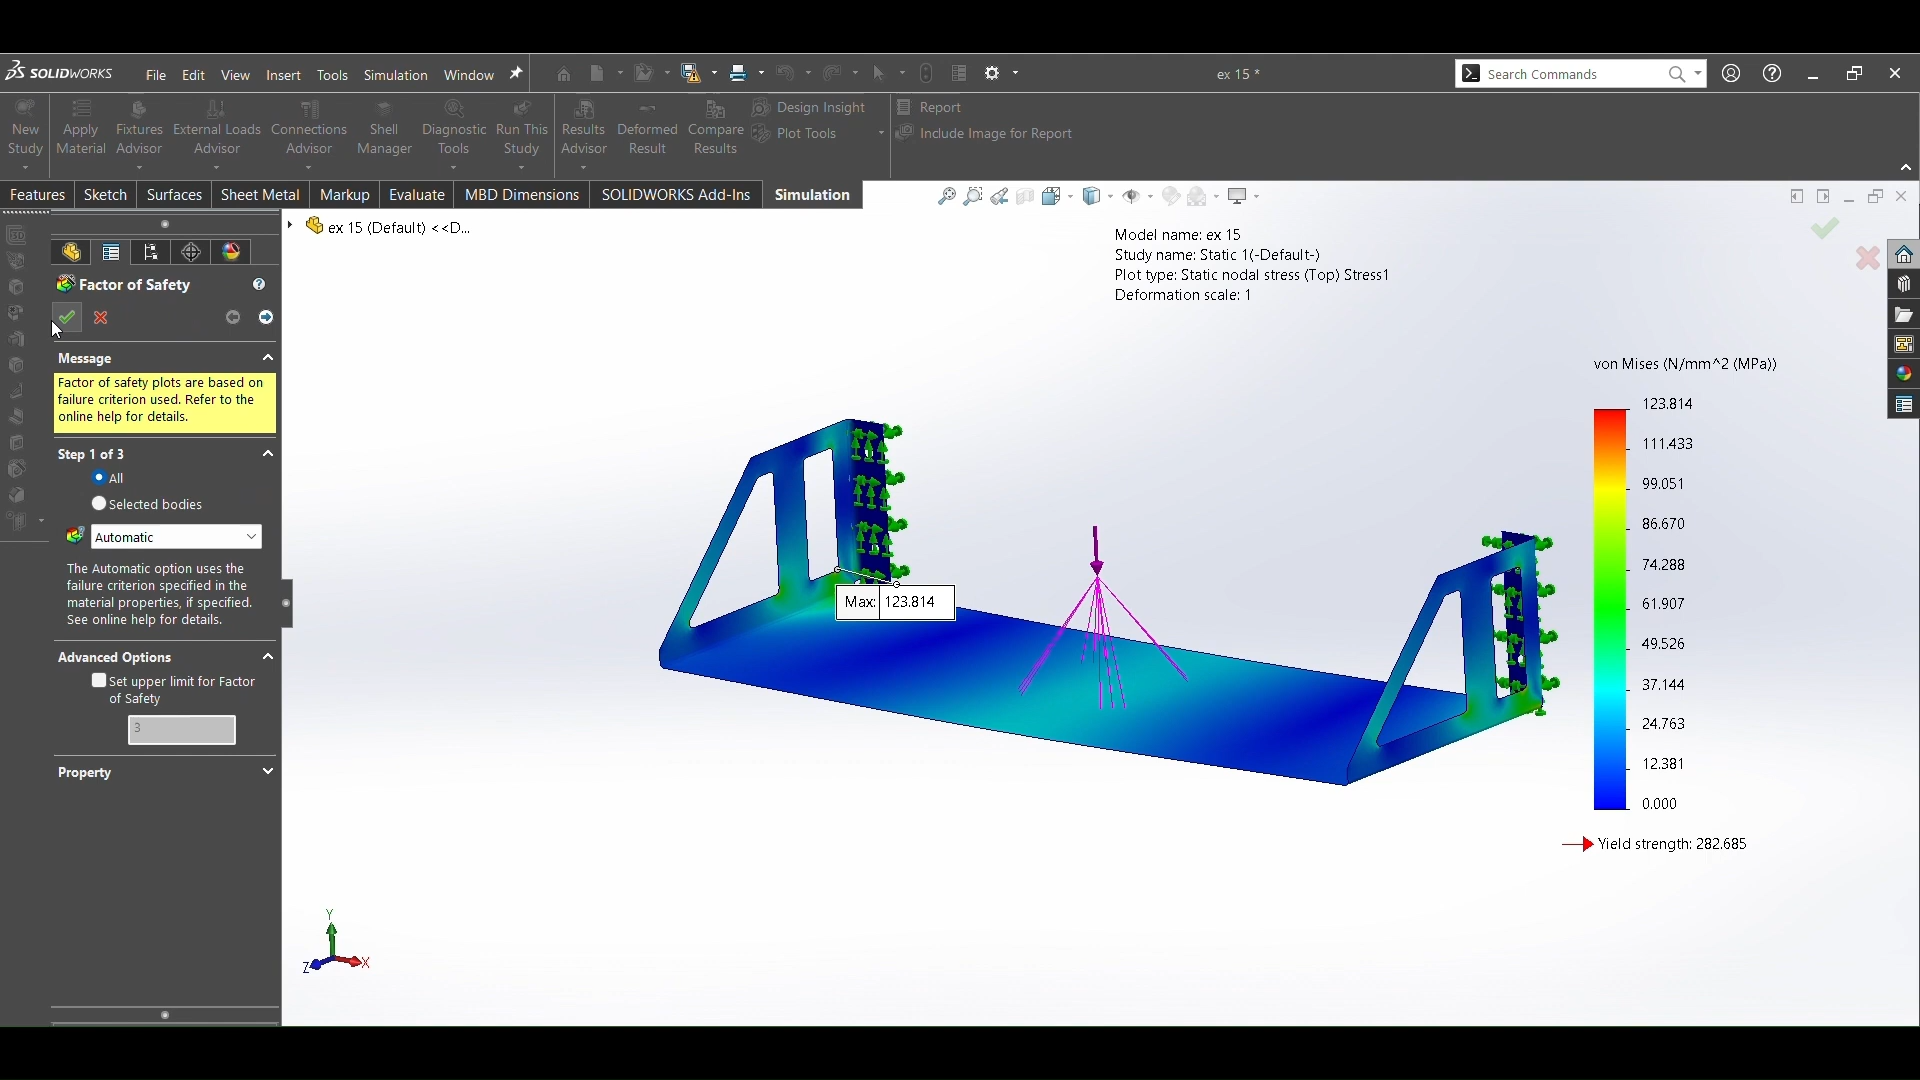 SOLIDWORKS
File Edit View Insert Tools Simulation Window
ex 15 *
Search Commands
New Study
Apply Material
Fixtures Advisor
External Loads Advisor
Connections Advisor
Shell Manager
Diagnostic Tools
Run This Study
Results Advisor
Deformed Result
Compare Results
Design Insight
Plot Tools
Report
Include Image for Report
Features Sketch Surfaces Sheet Metal Markup Evaluate MBD Dimensions SOLIDWORKS Add-Ins Simulation
ex 15 (Default) <<D...
Factor of Safety
Message
Factor of safety plots are based on
failure criterion used. Refer to the
online help for details.
Step 1 of 3
All
Selected bodies
Automatic
The Automatic option uses the
failure criterion specified in the
material properties, if specified.
See online help for details.
Advanced Options
Set upper limit for Factor
of Safety
3
Property
Model name: ex 15
Study name: Static 1(-Default-)
Plot type: Static nodal stress (Top) Stress1
Deformation scale: 1
Max: 123.814
von Mises (N/mm^2 (MPa))
123.814
111.433
99.051
86.670
74.288
61.907
49.526
37.144
24.763
12.381
0.000
Yield strength: 282.685
Y
Z
X